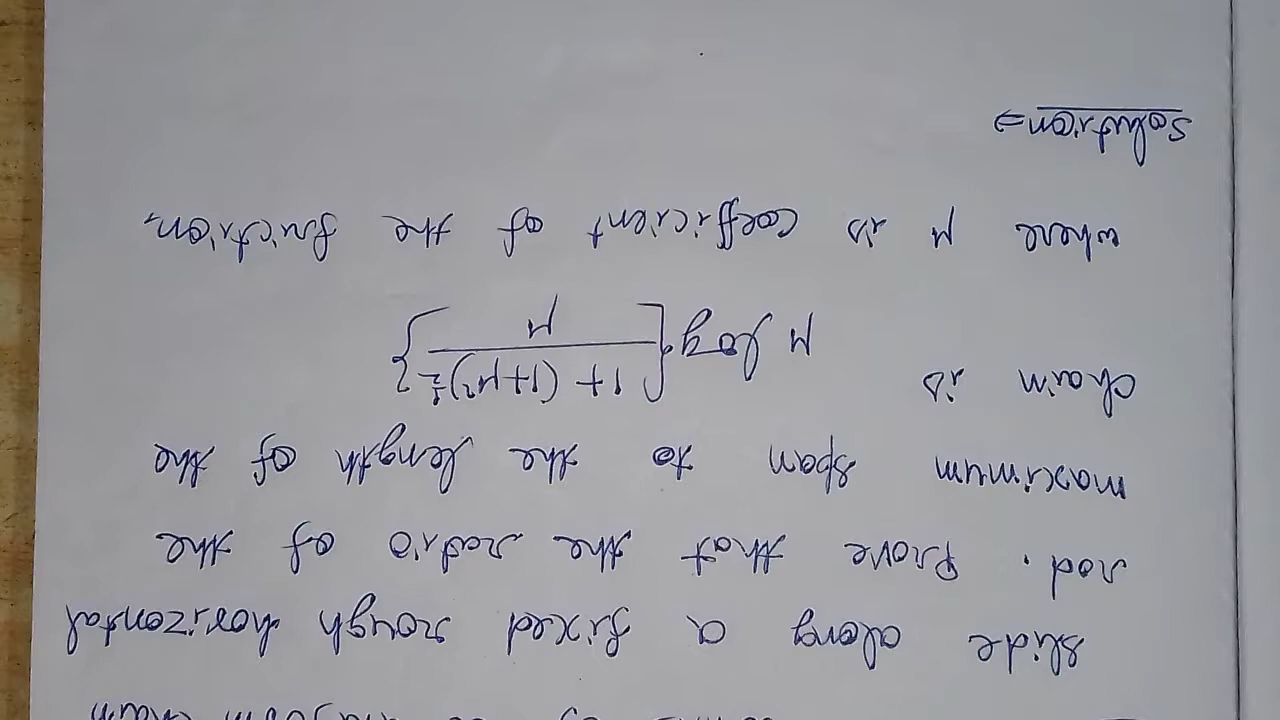 slide along a fixed rough horizontal
rod. Prove that the ratio of the
maximum span to the length of the
chain is μ log { (1 + (1+μ²)^½) / μ }
where μ is coefficient of the friction.
Solution ⇒